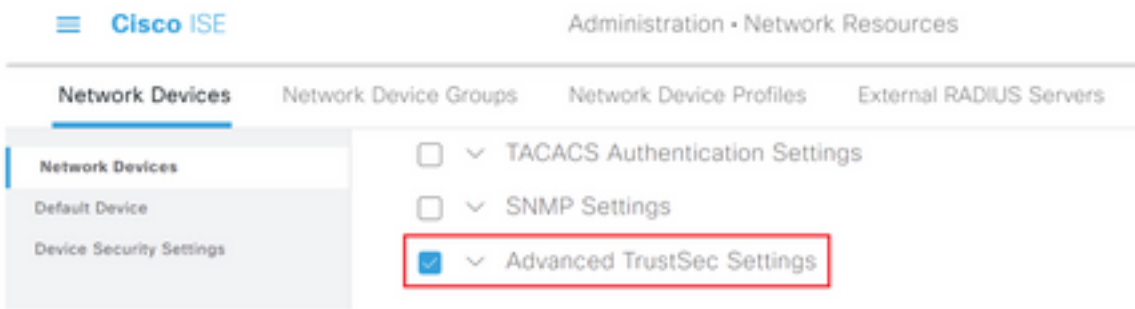 Cisco ISE
Administration • Network Resources
Network Devices Network Device Groups Network Device Profiles External RADIUS Servers
Network Devices
Default Device
Device Security Settings
TACACS Authentication Settings
SNMP Settings
Advanced TrustSec Settings